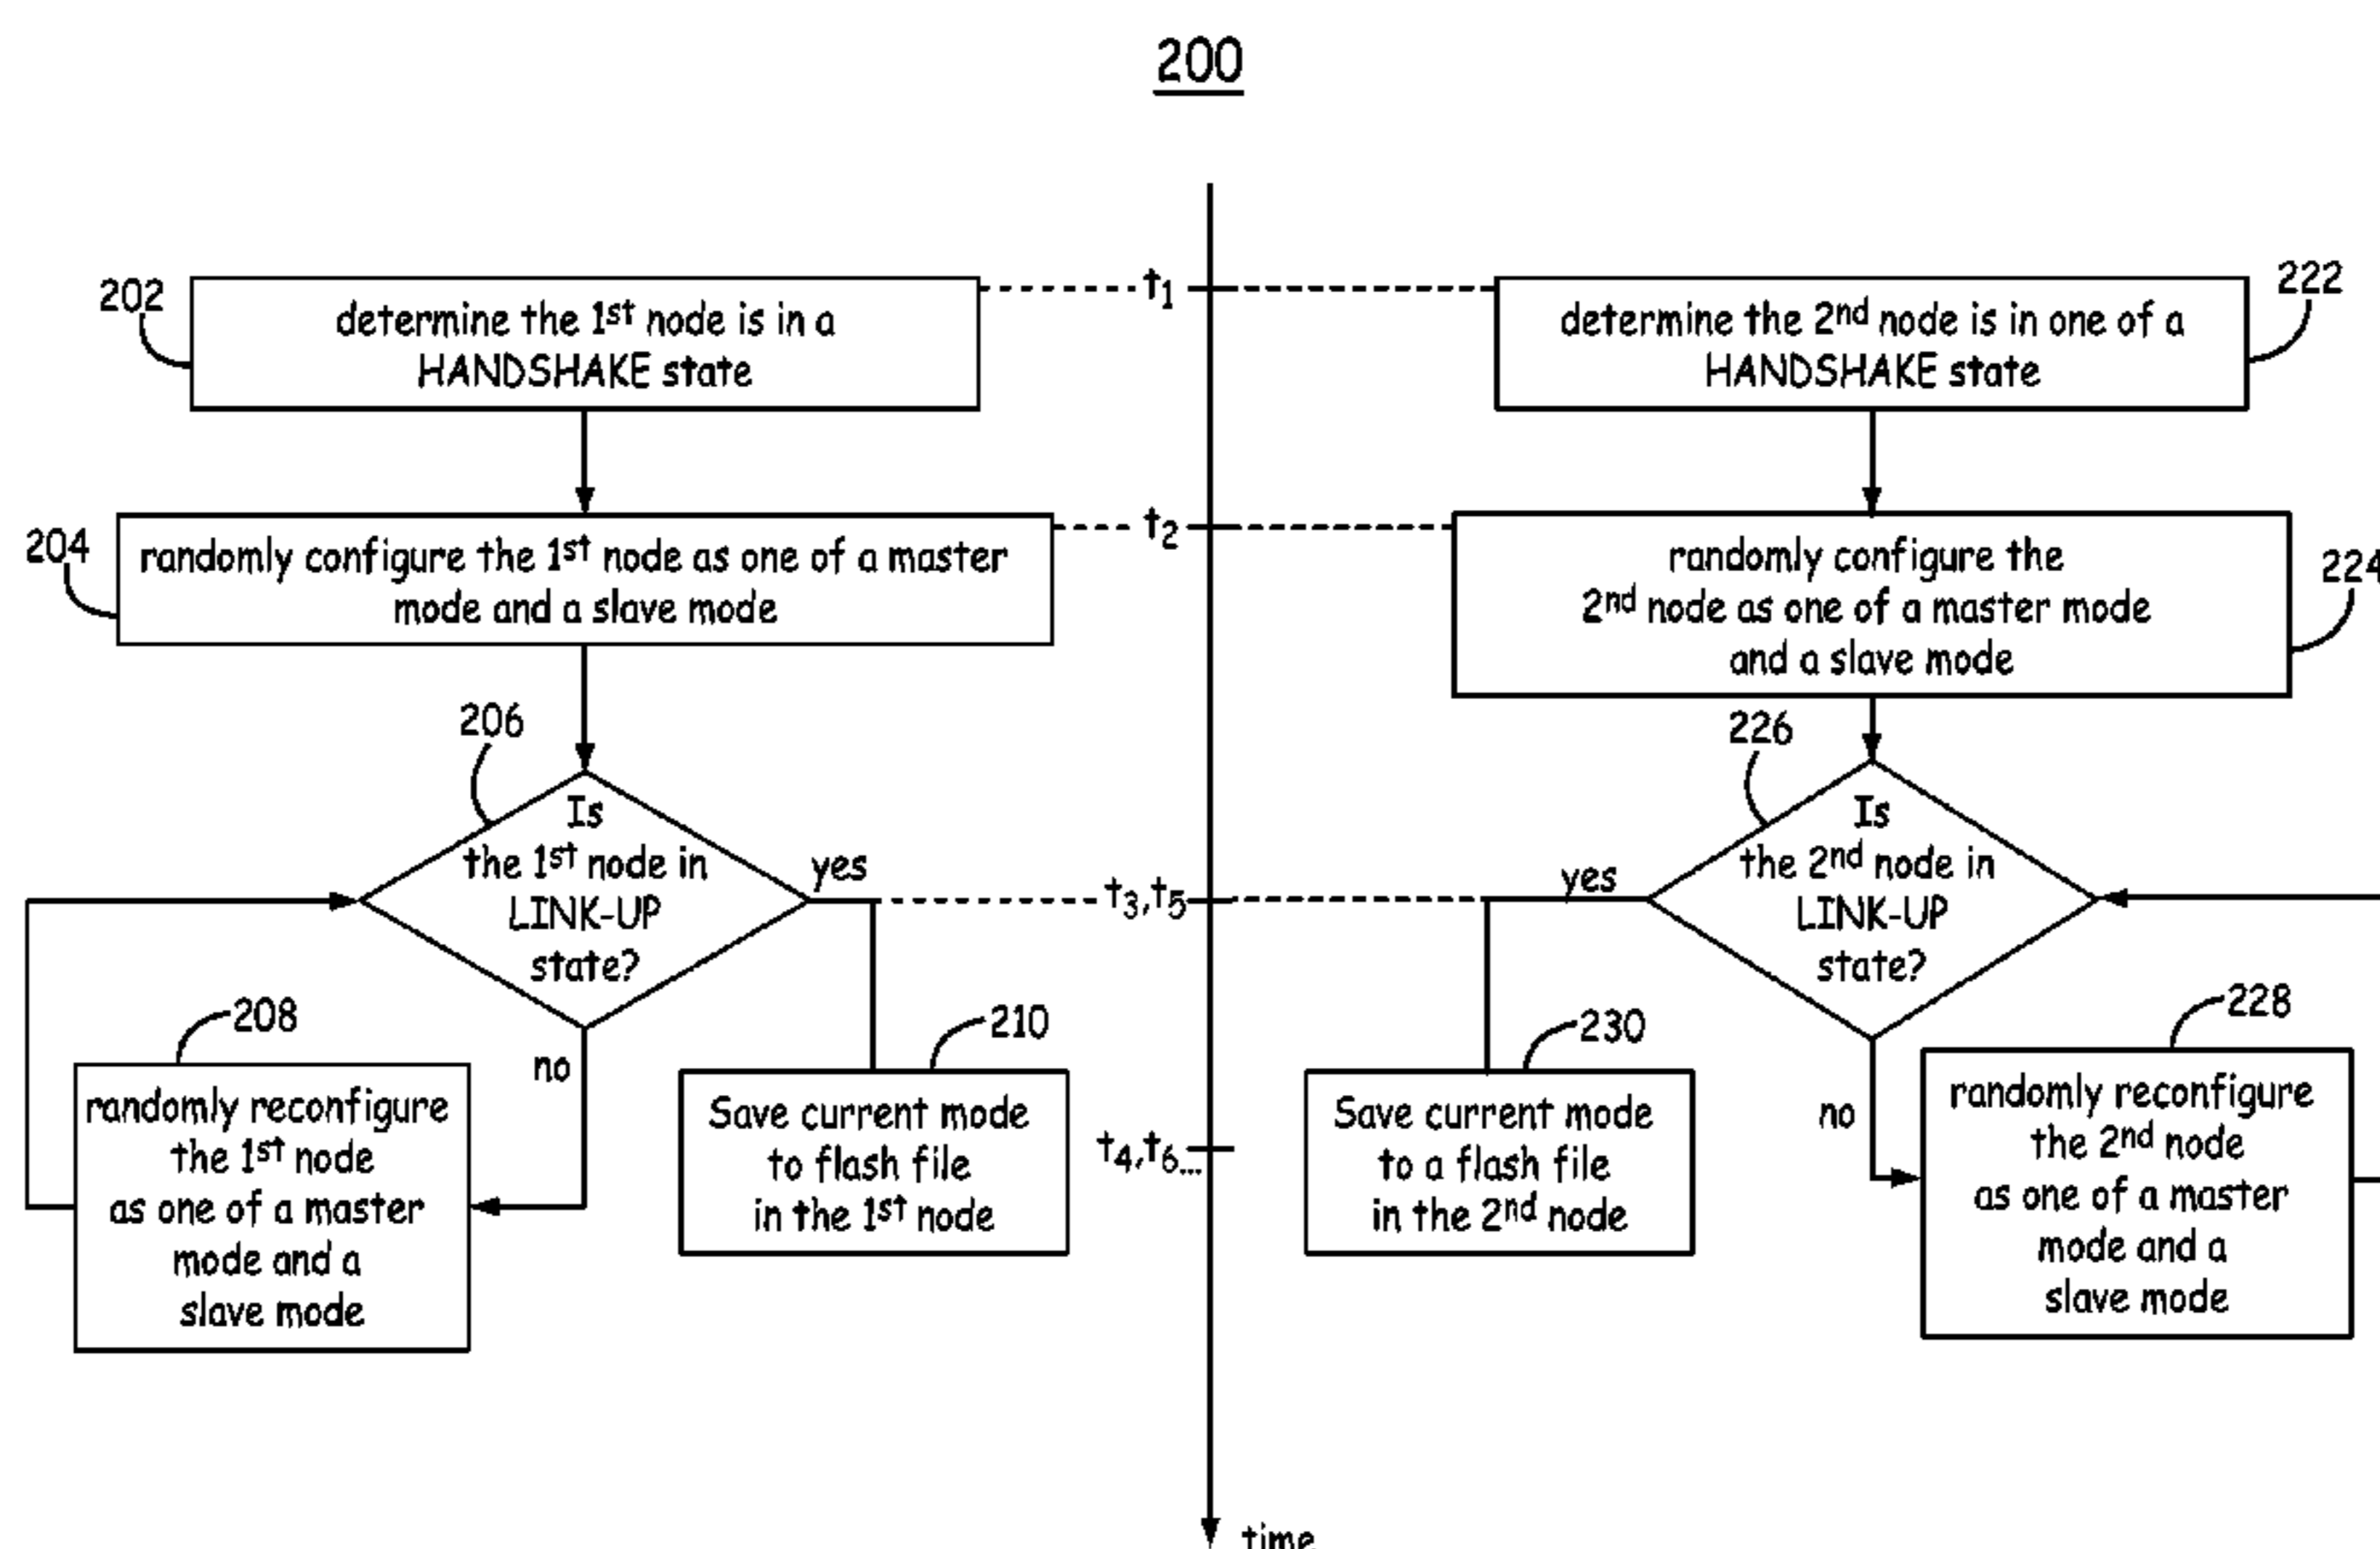 200
202
determine the 1st node is in a
HANDSHAKE state
t1
222
determine the 2nd node is in one of a
HANDSHAKE state
204
randomly configure the 1st node as one of a master
mode and a slave mode
t2
224
randomly configure the
2nd node as one of a master mode
and a slave mode
206
Is
the 1st node in
LINK-UP
state?
yes
no
t3,t5
226
Is
the 2nd node in
LINK-UP
state?
yes
no
208
randomly reconfigure
the 1st node
as one of a master
mode and a
slave mode
210
Save current mode
to flash file
in the 1st node
t4,t6...
230
Save current mode
to a flash file
in the 2nd node
228
randomly reconfigure
the 2nd node
as one of a master
mode and a
slave mode
time